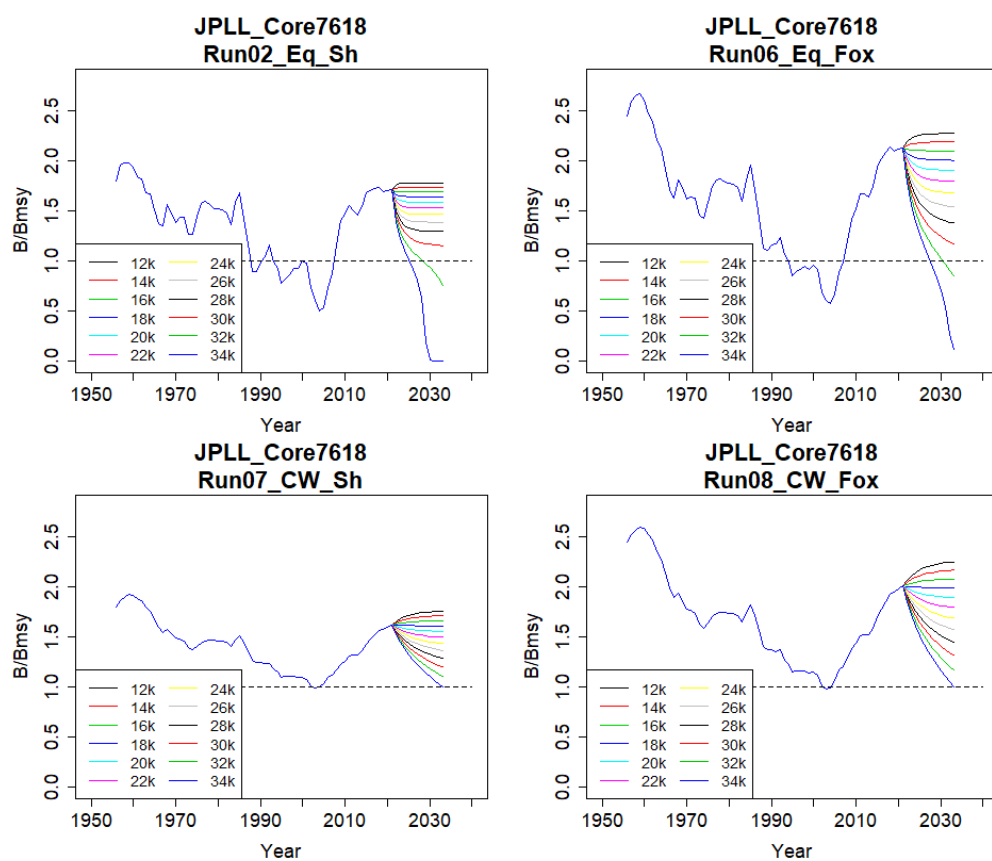 JPLL_Core7618
Run02_Eq_Sh
B/Bmsy
2.5
2.0
1.5
1.0
0.5
0.0
12k 24k
14k 26k
16k 28k
18k 30k
20k 32k
22k 34k
1950 1970 1990 2010 2030
Year
JPLL_Core7618
Run06_Eq_Fox
B/Bmsy
2.5
2.0
1.5
1.0
0.5
0.0
12k 24k
14k 26k
16k 28k
18k 30k
20k 32k
22k 34k
1950 1970 1990 2010 2030
Year
JPLL_Core7618
Run07_CW_Sh
B/Bmsy
2.5
2.0
1.5
1.0
0.5
0.0
12k 24k
14k 26k
16k 28k
18k 30k
20k 32k
22k 34k
1950 1970 1990 2010 2030
Year
JPLL_Core7618
Run08_CW_Fox
B/Bmsy
2.5
2.0
1.5
1.0
0.5
0.0
12k 24k
14k 26k
16k 28k
18k 30k
20k 32k
22k 34k
1950 1970 1990 2010 2030
Year